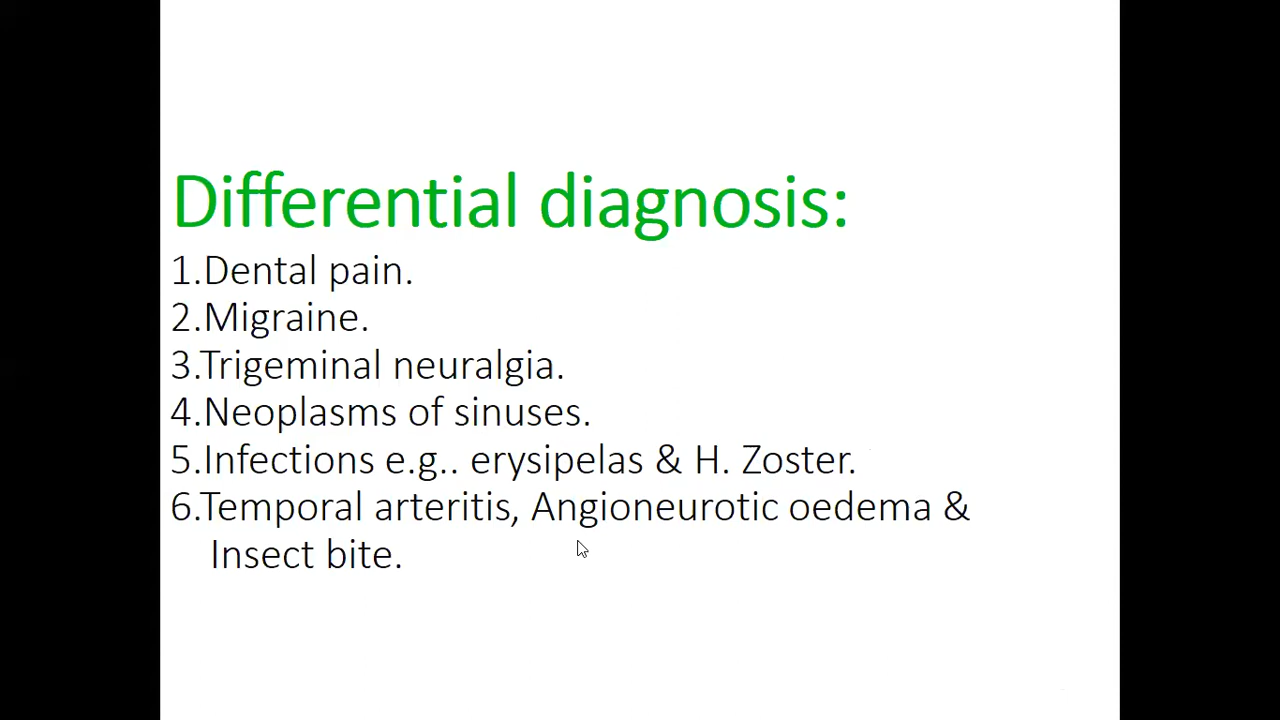 Differential diagnosis:
1.Dental pain.
2.Migraine.
3.Trigeminal neuralgia.
4.Neoplasms of sinuses.
5.Infections e.g.. erysipelas & H. Zoster.
6.Temporal arteritis, Angioneurotic oedema &
Insect bite.